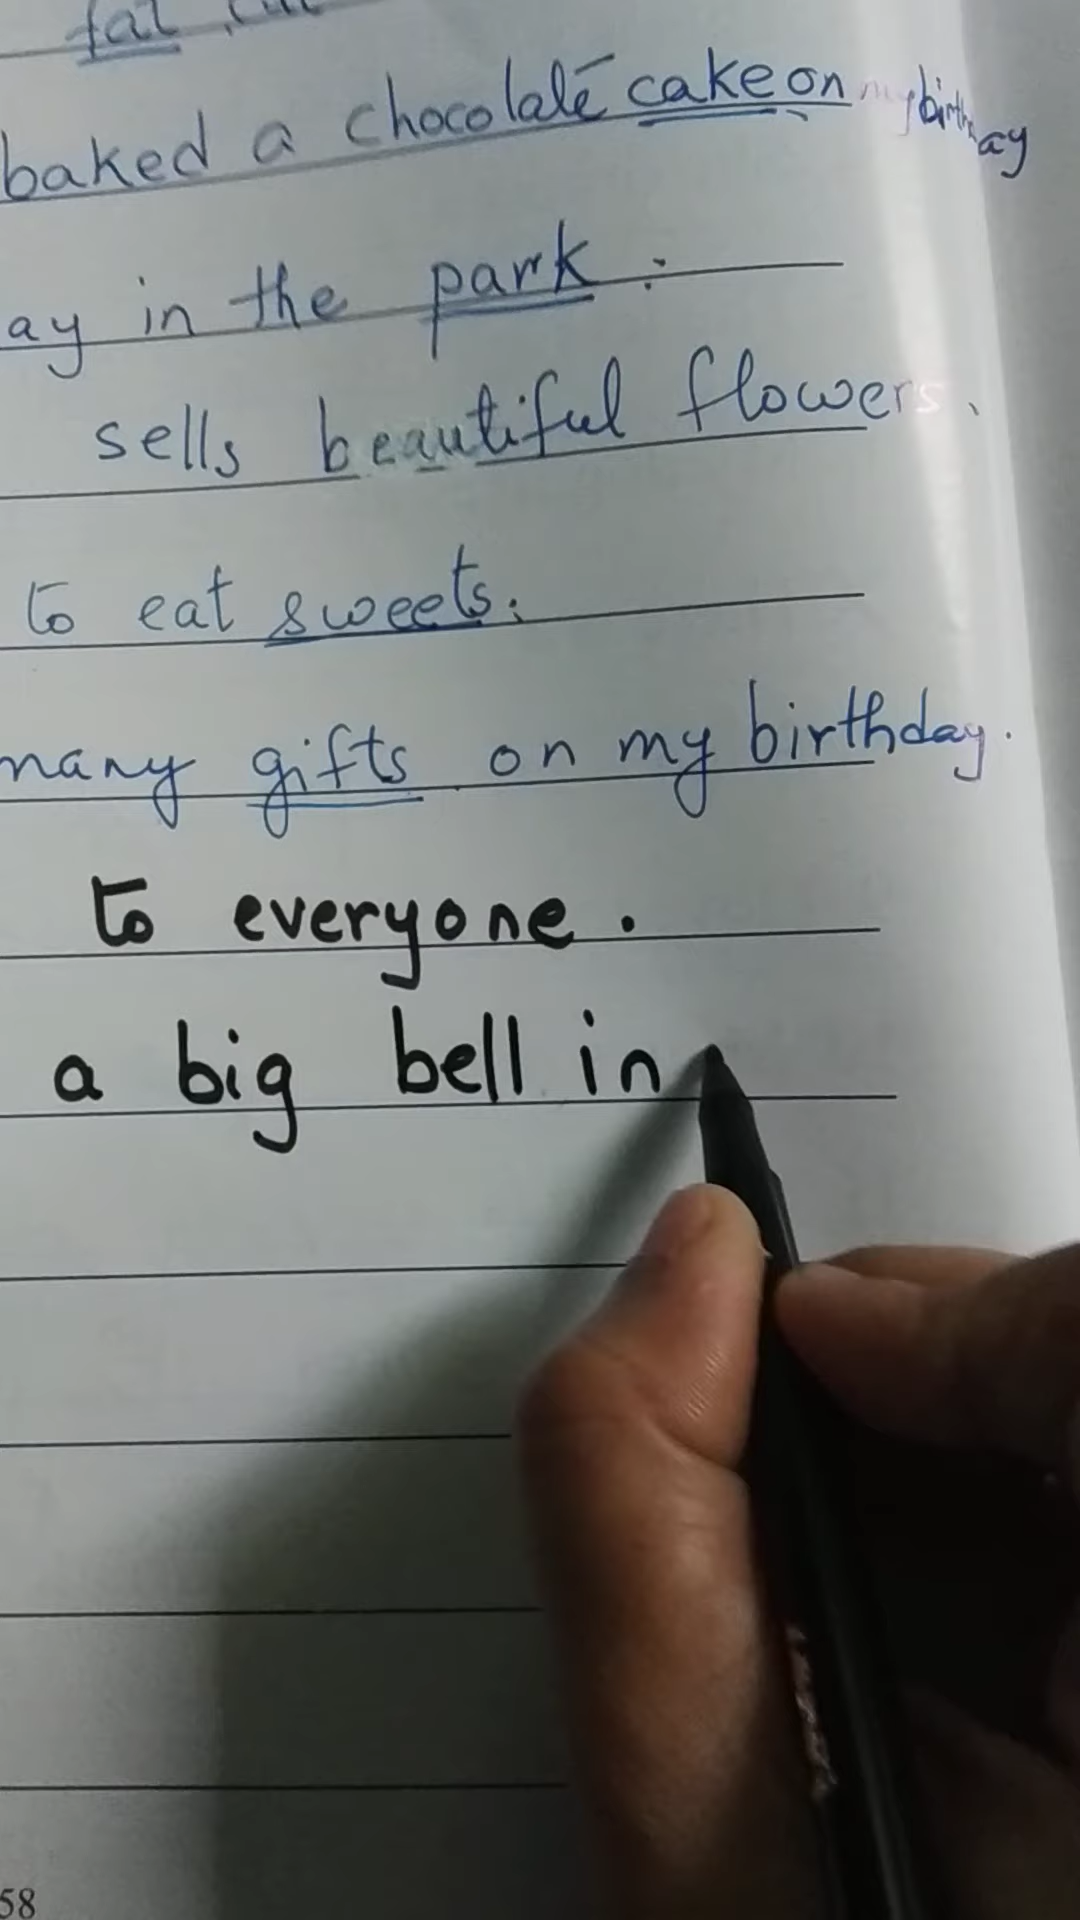 fat
baked a chocolate cake on my birthday
ay in the park.
sells beautiful flowers.
to eat sweets.
many gifts on my birthday.
to everyone.
a big bell in
58